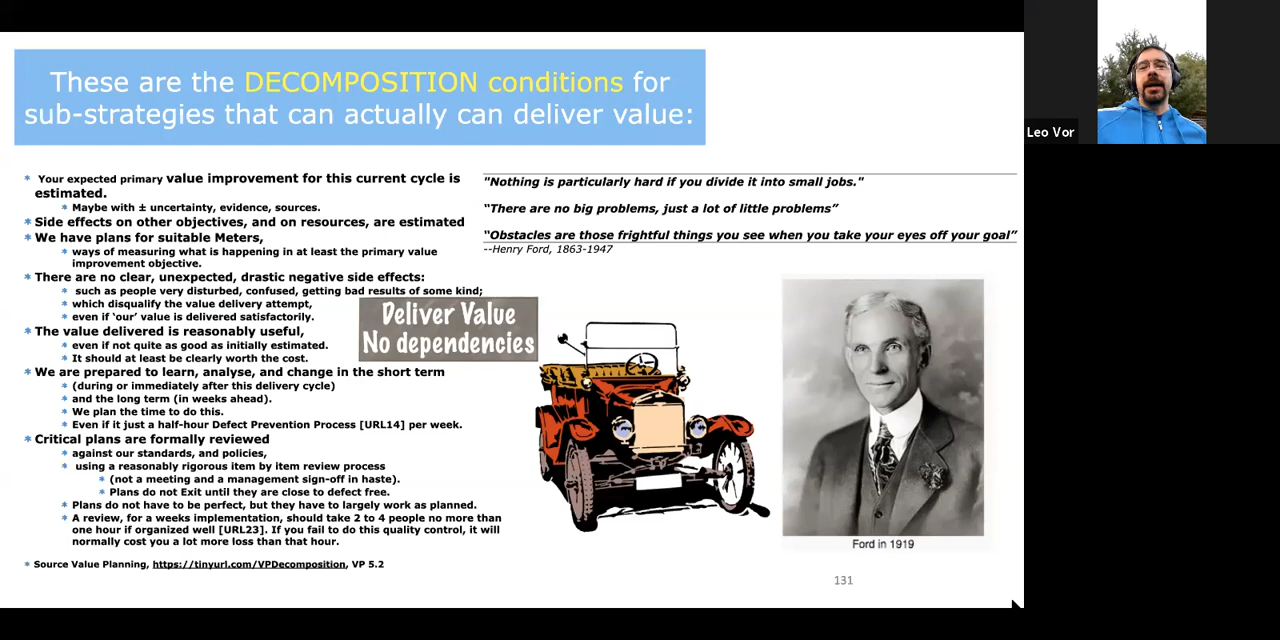 These are the DECOMPOSITION conditions for
sub-strategies that can actually can deliver value:
* Your expected primary value improvement for this current cycle is
estimated.
* Maybe with ± uncertainty, evidence, sources.
* Side effects on other objectives, and on resources, are estimated
* We have plans for suitable Meters,
* ways of measuring what is happening in at least the primary value
improvement objective.
* There are no clear, unexpected, drastic negative side effects:
* such as people very disturbed, confused, getting bad results of some kind;
* which disqualify the value delivery attempt,
* even if ‘our’ value is delivered satisfactorily.
* The value delivered is reasonably useful,
* even if not quite as good as initially estimated.
* It should at least be clearly worth the cost.
* We are prepared to learn, analyse, and change in the short term
* (during or immediately after this delivery cycle)
* and the long term (in weeks ahead).
* We plan the time to do this.
* Even if it just a half-hour Defect Prevention Process [URL14] per week.
* Critical plans are formally reviewed
* against our standards, and policies,
* using a reasonably rigorous item by item review process
* (not a meeting and a management sign-off in haste).
* Plans do not Exit until they are close to defect free.
* Plans do not have to be perfect, but they have to largely work as planned.
* A review, for a weeks implementation, should take 2 to 4 people no more than
one hour if organized well [URL23]. If you fail to do this quality control, it will
normally cost you a lot more loss than that hour.
* Source Value Planning, https://tinyurl.com/VPDecomposition, VP 5.2
"Nothing is particularly hard if you divide it into small jobs."
“There are no big problems, just a lot of little problems”
“Obstacles are those frightful things you see when you take your eyes off your goal”
--Henry Ford, 1863-1947
Deliver Value
No dependencies
Ford in 1919
131
Leo Vor